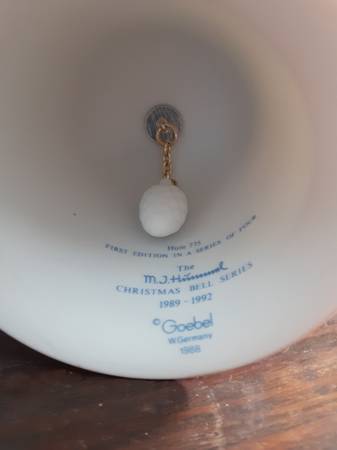 Hum 775
FIRST EDITION IN A SERIES OF FOUR
The
M.J. Hummel
CHRISTMAS BELL SERIES
1989 - 1992
© Goebel
W. Germany
1988